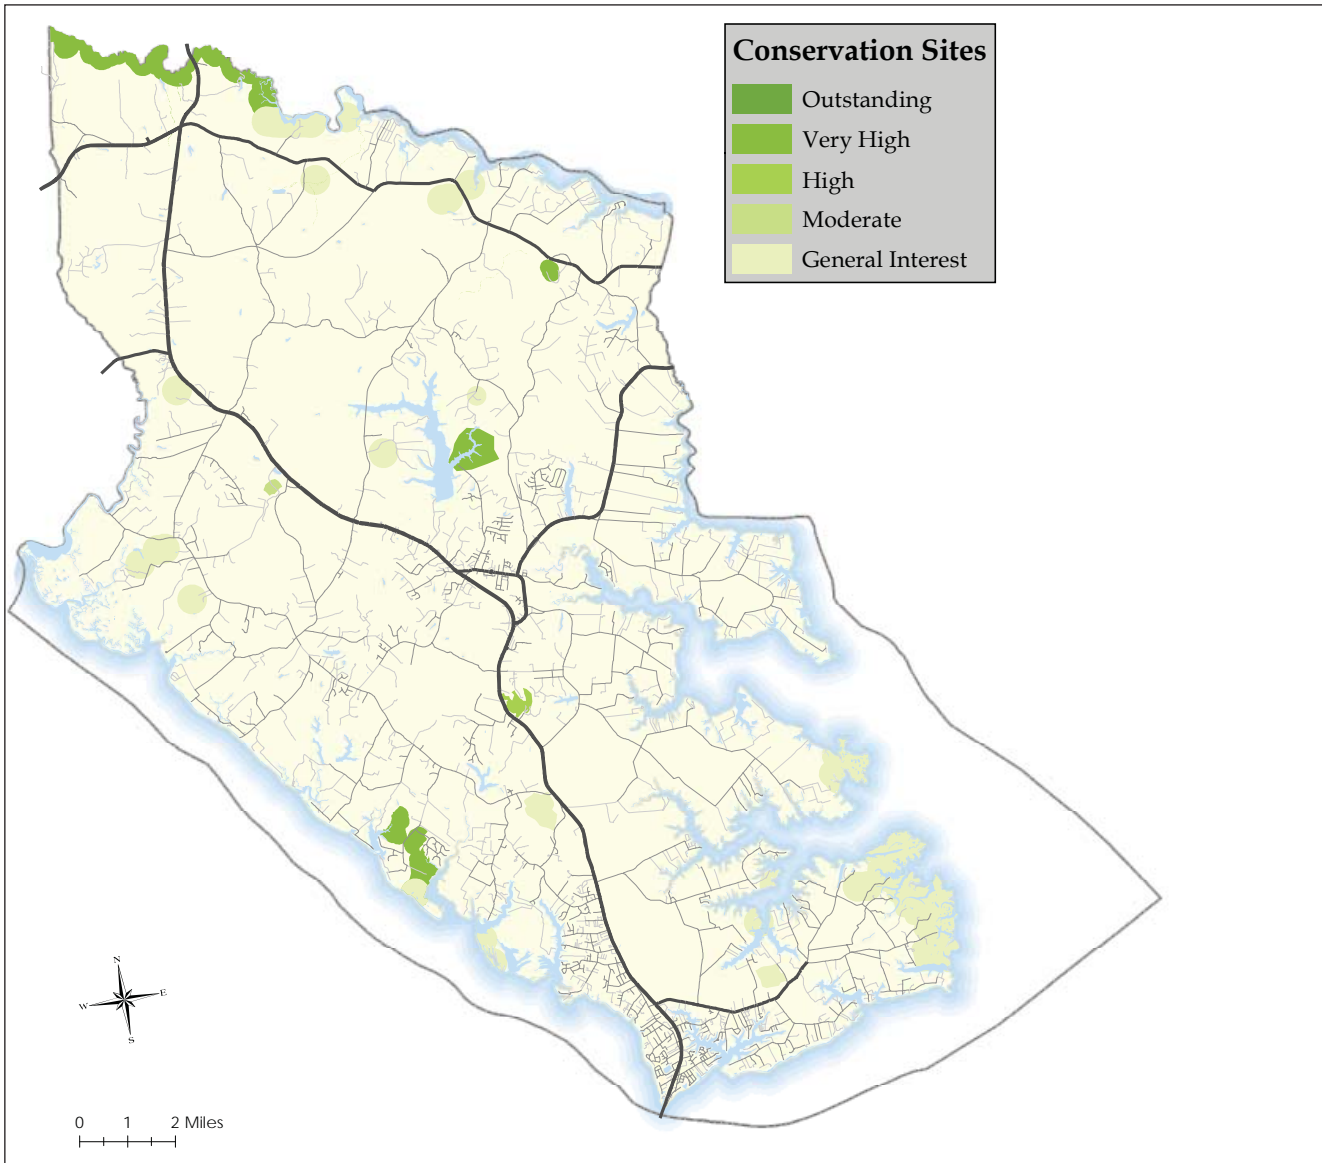 Conservation Sites
Outstanding
Very High
High
Moderate
General Interest
N
W
E
S
0 1 2 Miles